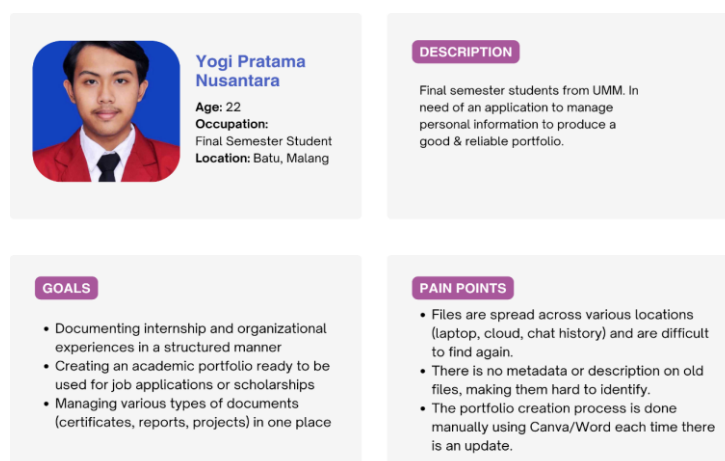 Yogi Pratama
Nusantara
Age: 22
Occupation:
Final Semester Student
Location: Batu, Malang
DESCRIPTION
Final semester students from UMM. In
need of an application to manage
personal information to produce a
good & reliable portfolio.
GOALS
• Documenting internship and organizational
experiences in a structured manner
• Creating an academic portfolio ready to be
used for job applications or scholarships
• Managing various types of documents
(certificates, reports, projects) in one place
PAIN POINTS
• Files are spread across various locations
(laptop, cloud, chat history) and are difficult
to find again.
• There is no metadata or description on old
files, making them hard to identify.
• The portfolio creation process is done
manually using Canva/Word each time there
is an update.